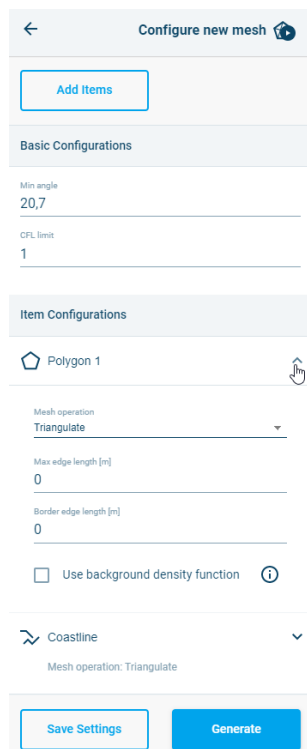 Configure new mesh
Add Items
Basic Configurations
Min angle
20,7
CFL limit
1
Item Configurations
Polygon 1
Mesh operation
Triangulate
Max edge length [m]
0
Border edge length [m]
0
Use background density function
Coastline
Mesh operation: Triangulate
Save Settings
Generate